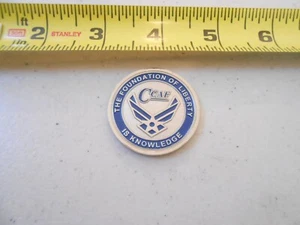 2 STANLEY 3 4 5 6
CCAF
THE FOUNDATION OF LIBERTY
IS KNOWLEDGE